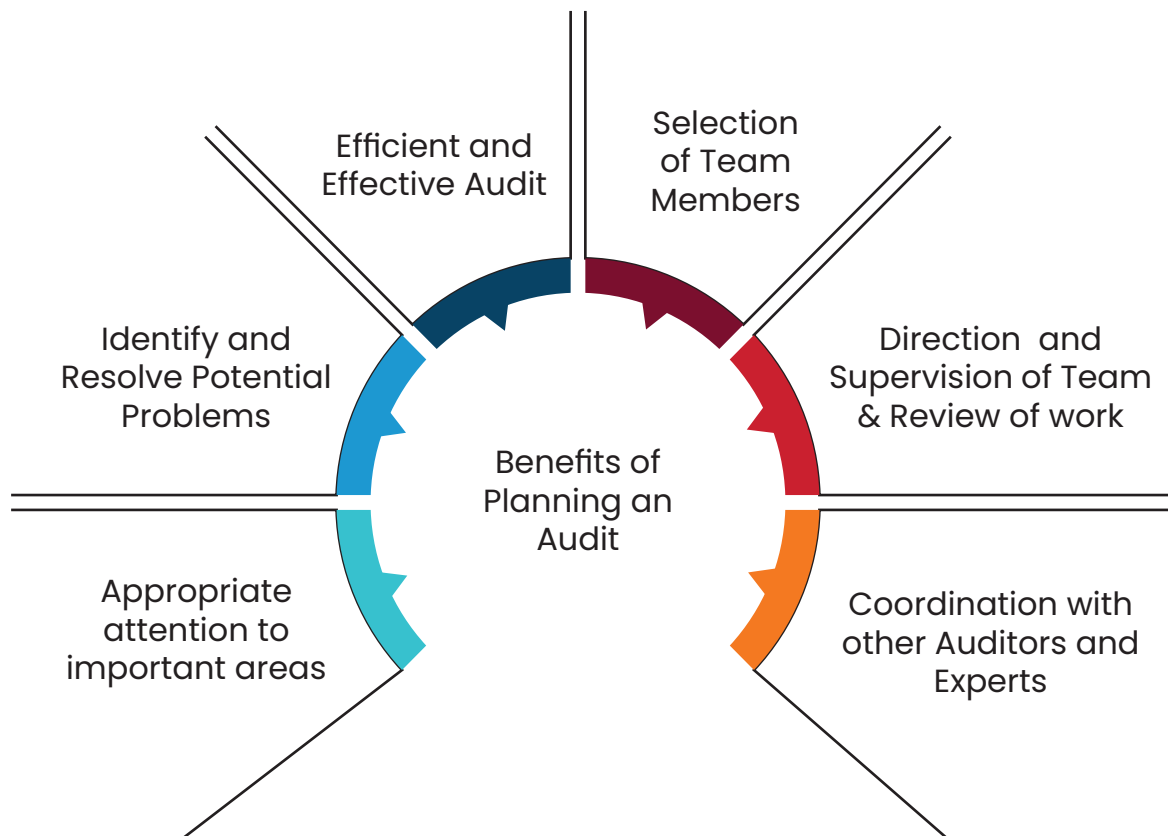 Efficient and
Effective Audit
Selection
of Team
Members
Identify and
Resolve Potential
Problems
Direction and
Supervision of Team
& Review of work
Benefits of
Planning an
Audit
Appropriate
attention to
important areas
Coordination with
other Auditors and
Experts